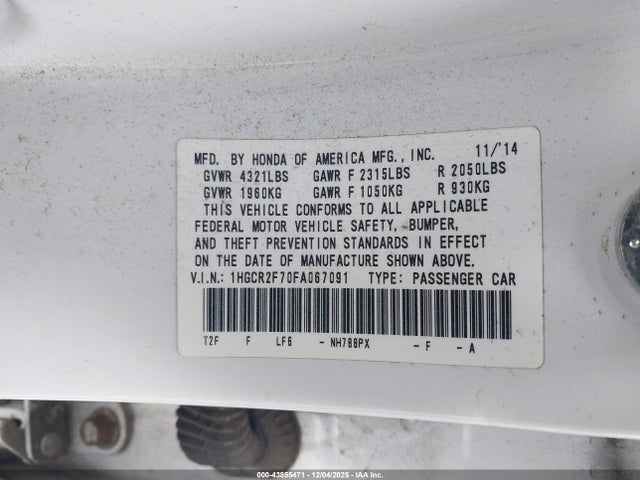 MFD. BY HONDA OF AMERICA MFG., INC. 11/'14
GVWR 4321LBS GAWR F 2315LBS R 2050LBS
GVWR 1960KG GAWR F 1050KG R 930KG
THIS VEHICLE CONFORMS TO ALL APPLICABLE
FEDERAL MOTOR VEHICLE SAFETY, BUMPER,
AND THEFT PREVENTION STANDARDS IN EFFECT
ON THE DATE OF MANUFACTURE SHOWN ABOVE.
V.I.N.: 1HGCR2F70FA067091 TYPE: PASSENGER CAR
T2F F LF6 - NH788PX - F - A
© - 43855471 - 12/04/2025 - IAA Inc.